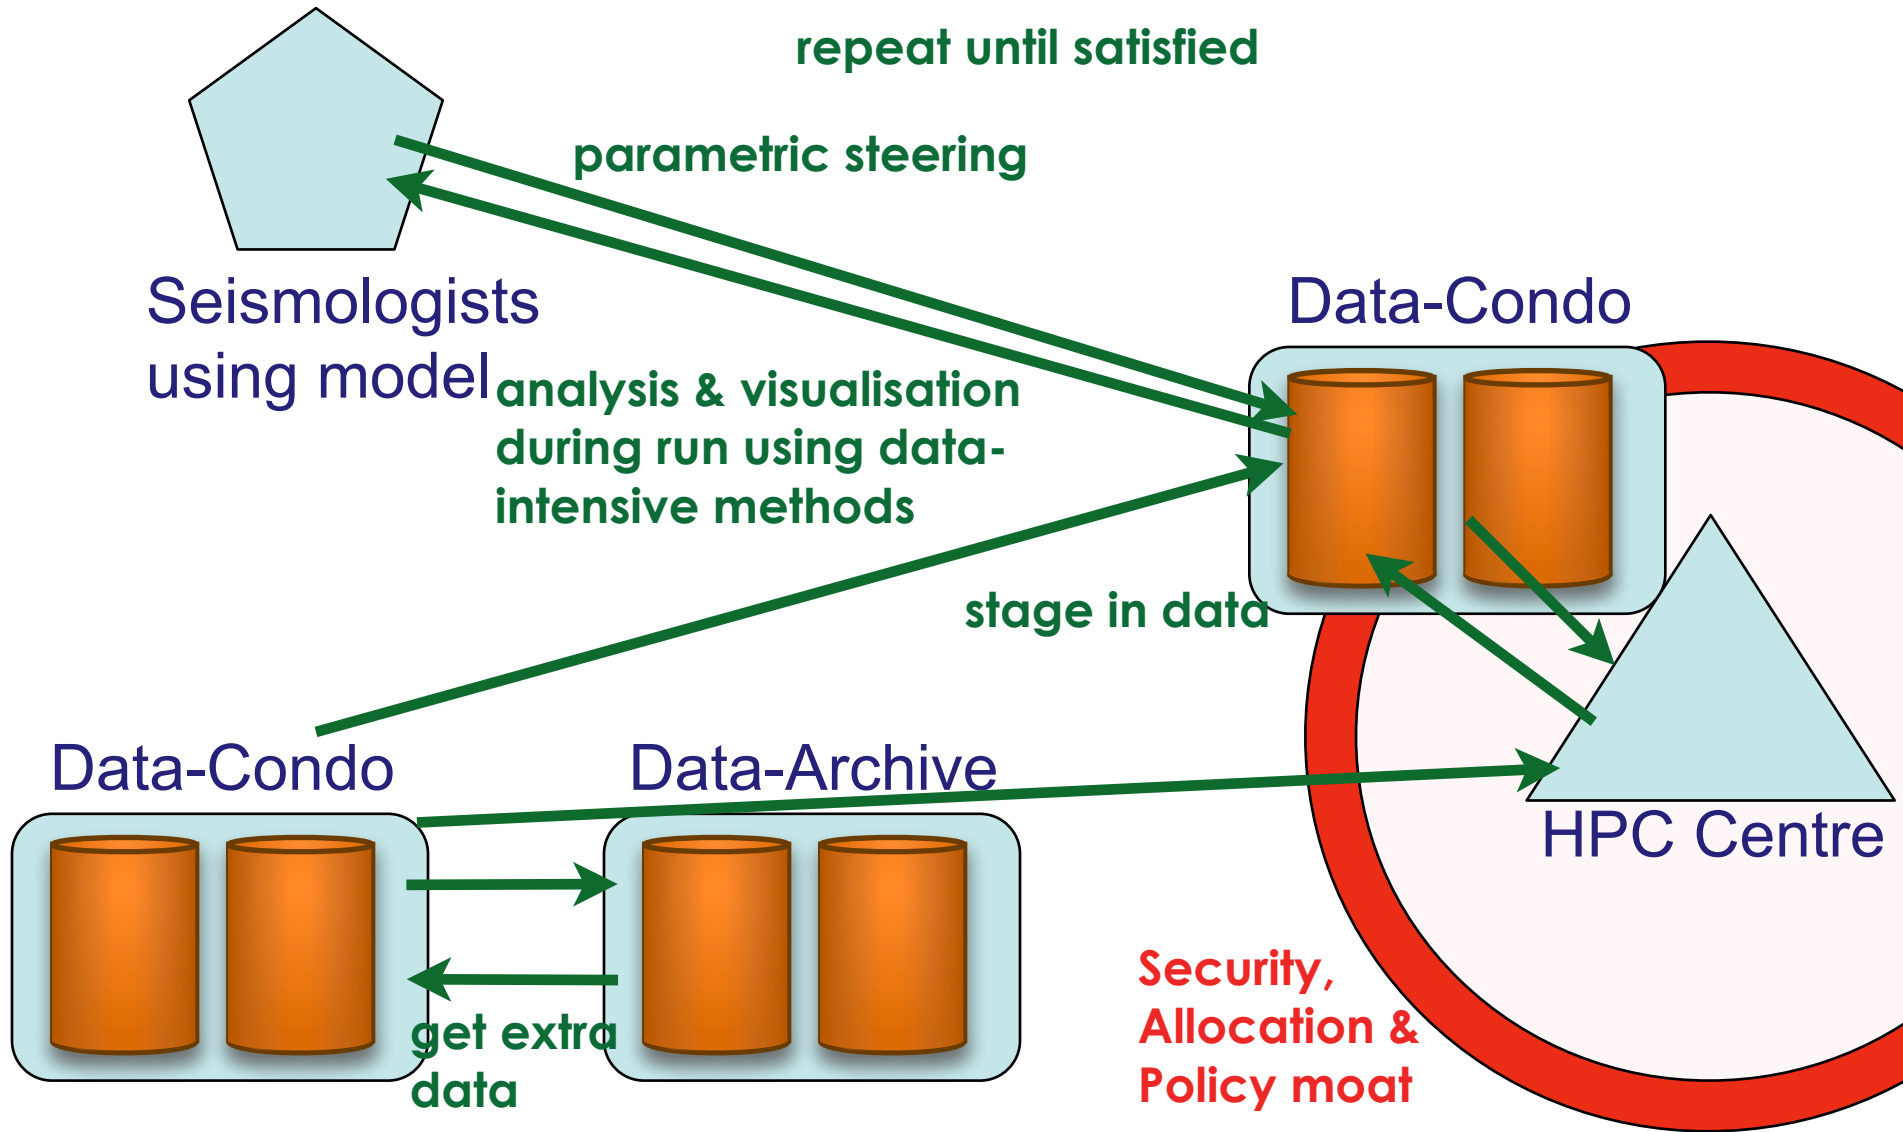 repeat until satisfied
parametric steering
Seismologists
using model
Data-Condo
analysis & visualisation
during run using data-
intensive methods
stage in data
Data-Condo
Data-Archive
HPC Centre
Security,
Allocation &
Policy moat
get extra
data